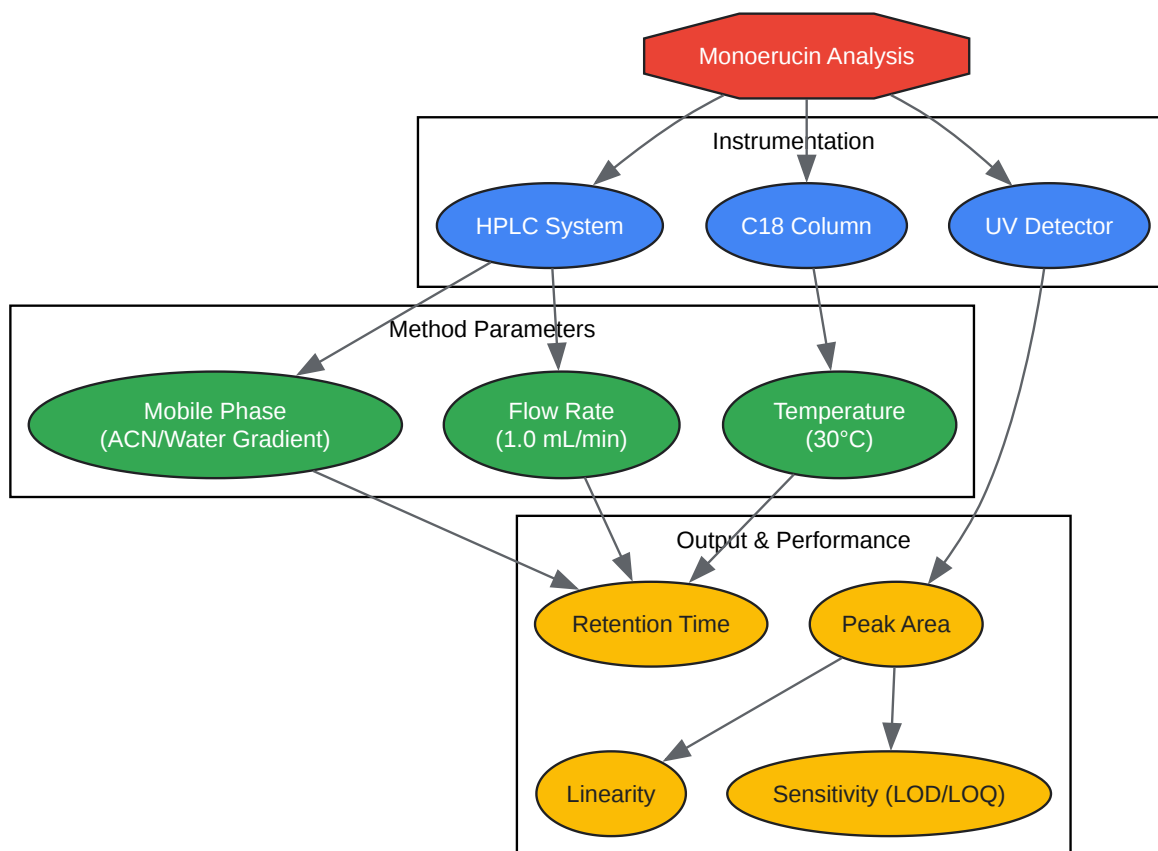 Monoerucin Analysis
Instrumentation
HPLC System
C18 Column
UV Detector
Method Parameters
Mobile Phase
(ACN/Water Gradient)
Flow Rate
(1.0 mL/min)
Temperature
(30°C)
Output & Performance
Retention Time
Peak Area
Linearity
Sensitivity (LOD/LOQ)